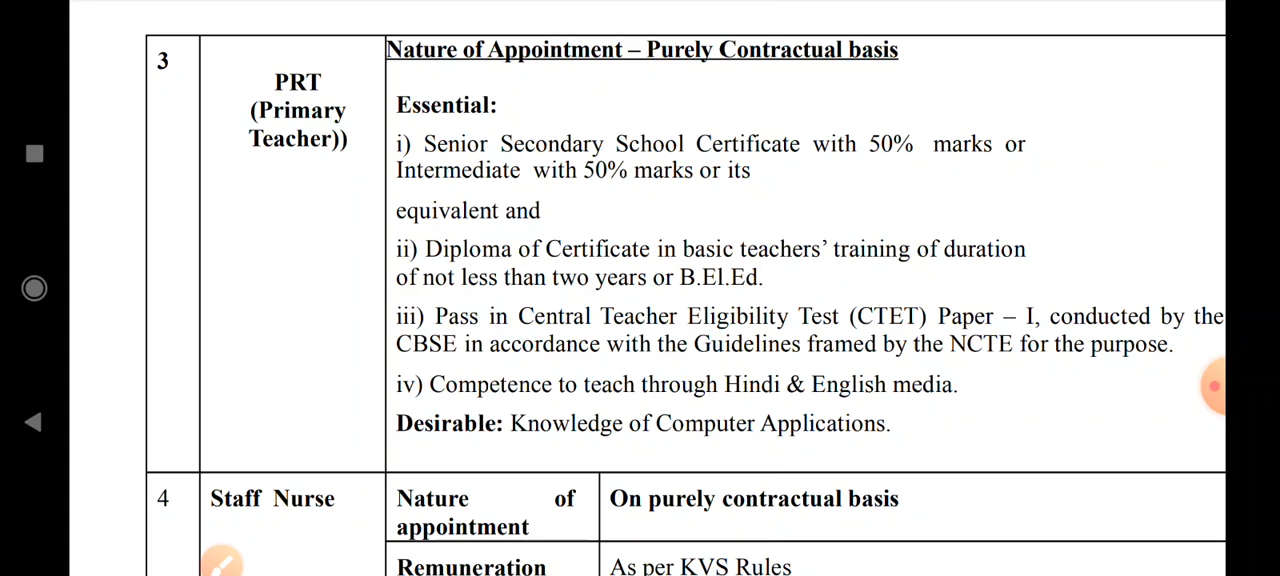 3
PRT
(Primary
Teacher))
Nature of Appointment – Purely Contractual basis
Essential:
i) Senior Secondary School Certificate with 50% marks or
Intermediate with 50% marks or its
equivalent and
ii) Diploma of Certificate in basic teachers’ training of duration
of not less than two years or B.El.Ed.
iii) Pass in Central Teacher Eligibility Test (CTET) Paper – I, conducted by the
CBSE in accordance with the Guidelines framed by the NCTE for the purpose.
iv) Competence to teach through Hindi & English media.
Desirable: Knowledge of Computer Applications.
4
Staff Nurse
Nature of
appointment
On purely contractual basis
Remuneration
As per KVS Rules